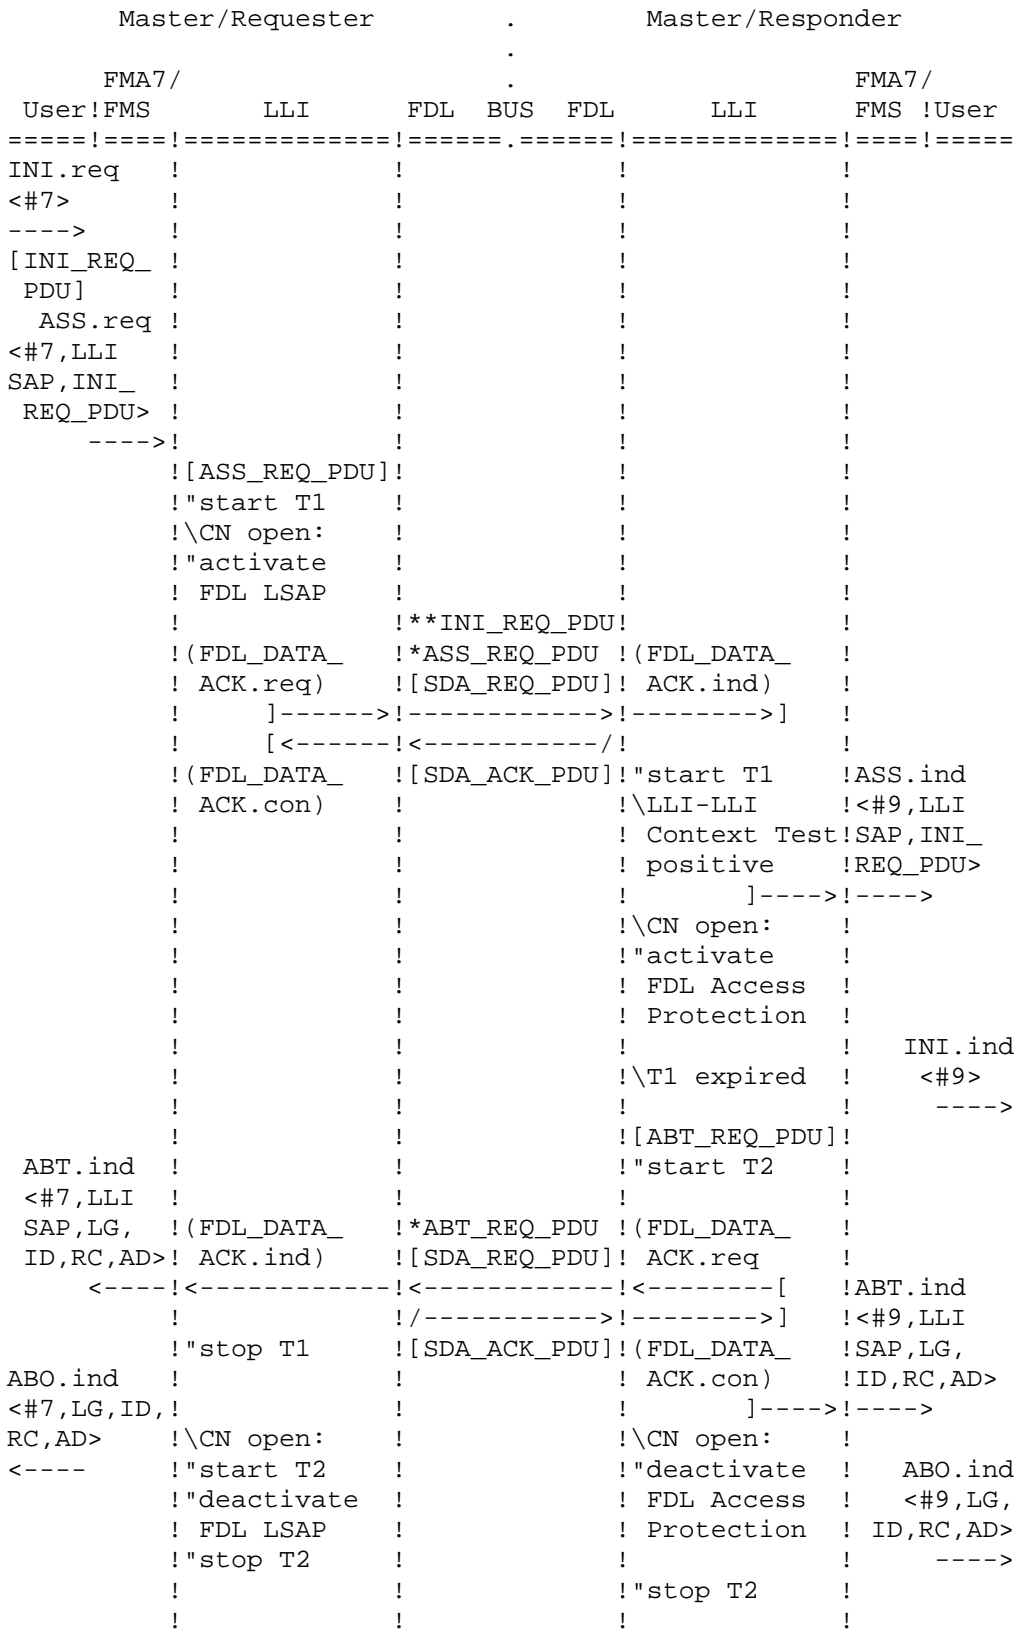 Master/Requester         .        Master/Responder
                                .
      FMA7/                     .                     FMA7/
 User!FMS       LLI      FDL  BUS  FDL      LLI       FMS !User
=====!====!=============!======.======!=============!====!=====
INI.req   !             !             !             !
<#7>      !             !             !             !
---->     !             !             !             !
[INI_REQ_ !             !             !             !
 PDU]     !             !             !             !
  ASS.req !             !             !             !
<#7,LLI   !             !             !             !
SAP,INI_  !             !             !             !
 REQ_PDU> !             !             !             !
     ---->!             !             !             !
          ![ASS_REQ_PDU]!             !             !
          !"start T1    !             !             !
          !\CN open:    !             !             !
          !"activate    !             !             !
          ! FDL LSAP    !             !             !
          !             !**INI_REQ_PDU!             !
          !(FDL_DATA_   !*ASS_REQ_PDU !(FDL_DATA_   !
          ! ACK.req)    ![SDA_REQ_PDU]! ACK.ind)    !
          !     ]------>!------------>!-------->]   !
          !     [<------!<-----------/!             !
          !(FDL_DATA_   ![SDA_ACK_PDU]!"start T1    !ASS.ind
          ! ACK.con)    !             !\LLI-LLI     !<#9,LLI
          !             !             ! Context Test!SAP,INI_
          !             !             ! positive    !REQ_PDU>
          !             !             !       ]---->!---->
          !             !             !\CN open:    !
          !             !             !"activate    !
          !             !             ! FDL Access  !
          !             !             ! Protection  !
          !             !             !             !   INI.ind
          !             !             !\T1 expired  !    <#9>
          !             !             !             !     ---->
          !             !             ![ABT_REQ_PDU]!
 ABT.ind  !             !             !"start T2    !
 <#7,LLI  !             !             !             !
 SAP,LG,  !(FDL_DATA_   !*ABT_REQ_PDU !(FDL_DATA_   !
 ID,RC,AD>! ACK.ind)    ![SDA_REQ_PDU]! ACK.req     !
     <----!<------------!<------------!<--------[   !ABT.ind
          !             !/----------->!-------->]   !<#9,LLI
          !"stop T1     ![SDA_ACK_PDU]!(FDL_DATA_   !SAP,LG,
ABO.ind   !             !             ! ACK.con)    !ID,RC,AD>
<#7,LG,ID,!             !             !       ]---->!---->
RC,AD>    !\CN open:    !             !\CN open:    !
<----     !"start T2    !             !"deactivate  !   ABO.ind
          !"deactivate  !             ! FDL Access  !   <#9,LG,
          ! FDL LSAP    !             ! Protection  ! ID,RC,AD>
          !"stop T2     !             !             !     ---->
          !             !             !"stop T2     !
          !             !             !             !